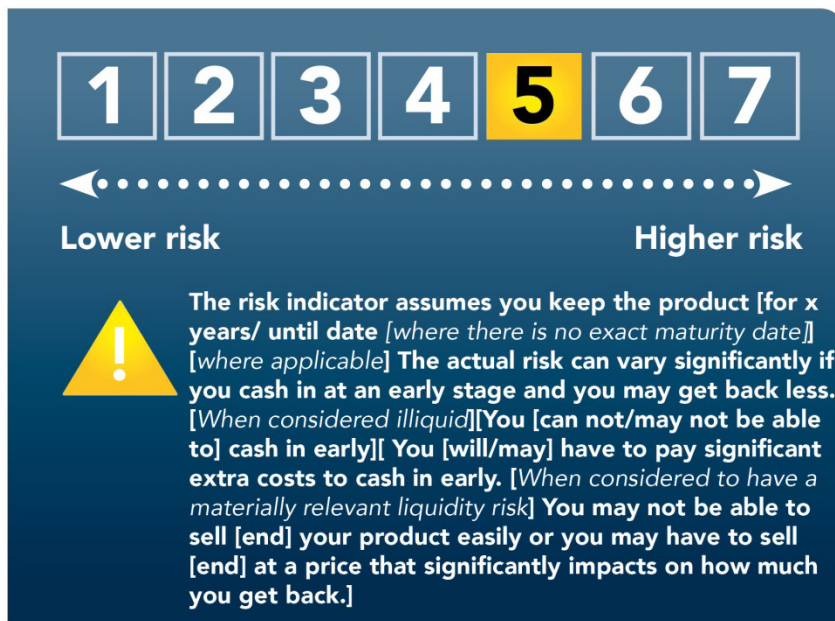 1 2 3 4 5 6 7
Lower risk Higher risk
!
The risk indicator assumes you keep the product [for x
years/ until date [where there is no exact maturity date]]
[where applicable] The actual risk can vary significantly if
you cash in at an early stage and you may get back less.
[When considered illiquid][You [can not/may not be able
to] cash in early][ You [will/may] have to pay significant
extra costs to cash in early. [When considered to have a
materially relevant liquidity risk] You may not be able to
sell [end] your product easily or you may have to sell
[end] at a price that significantly impacts on how much
you get back.]